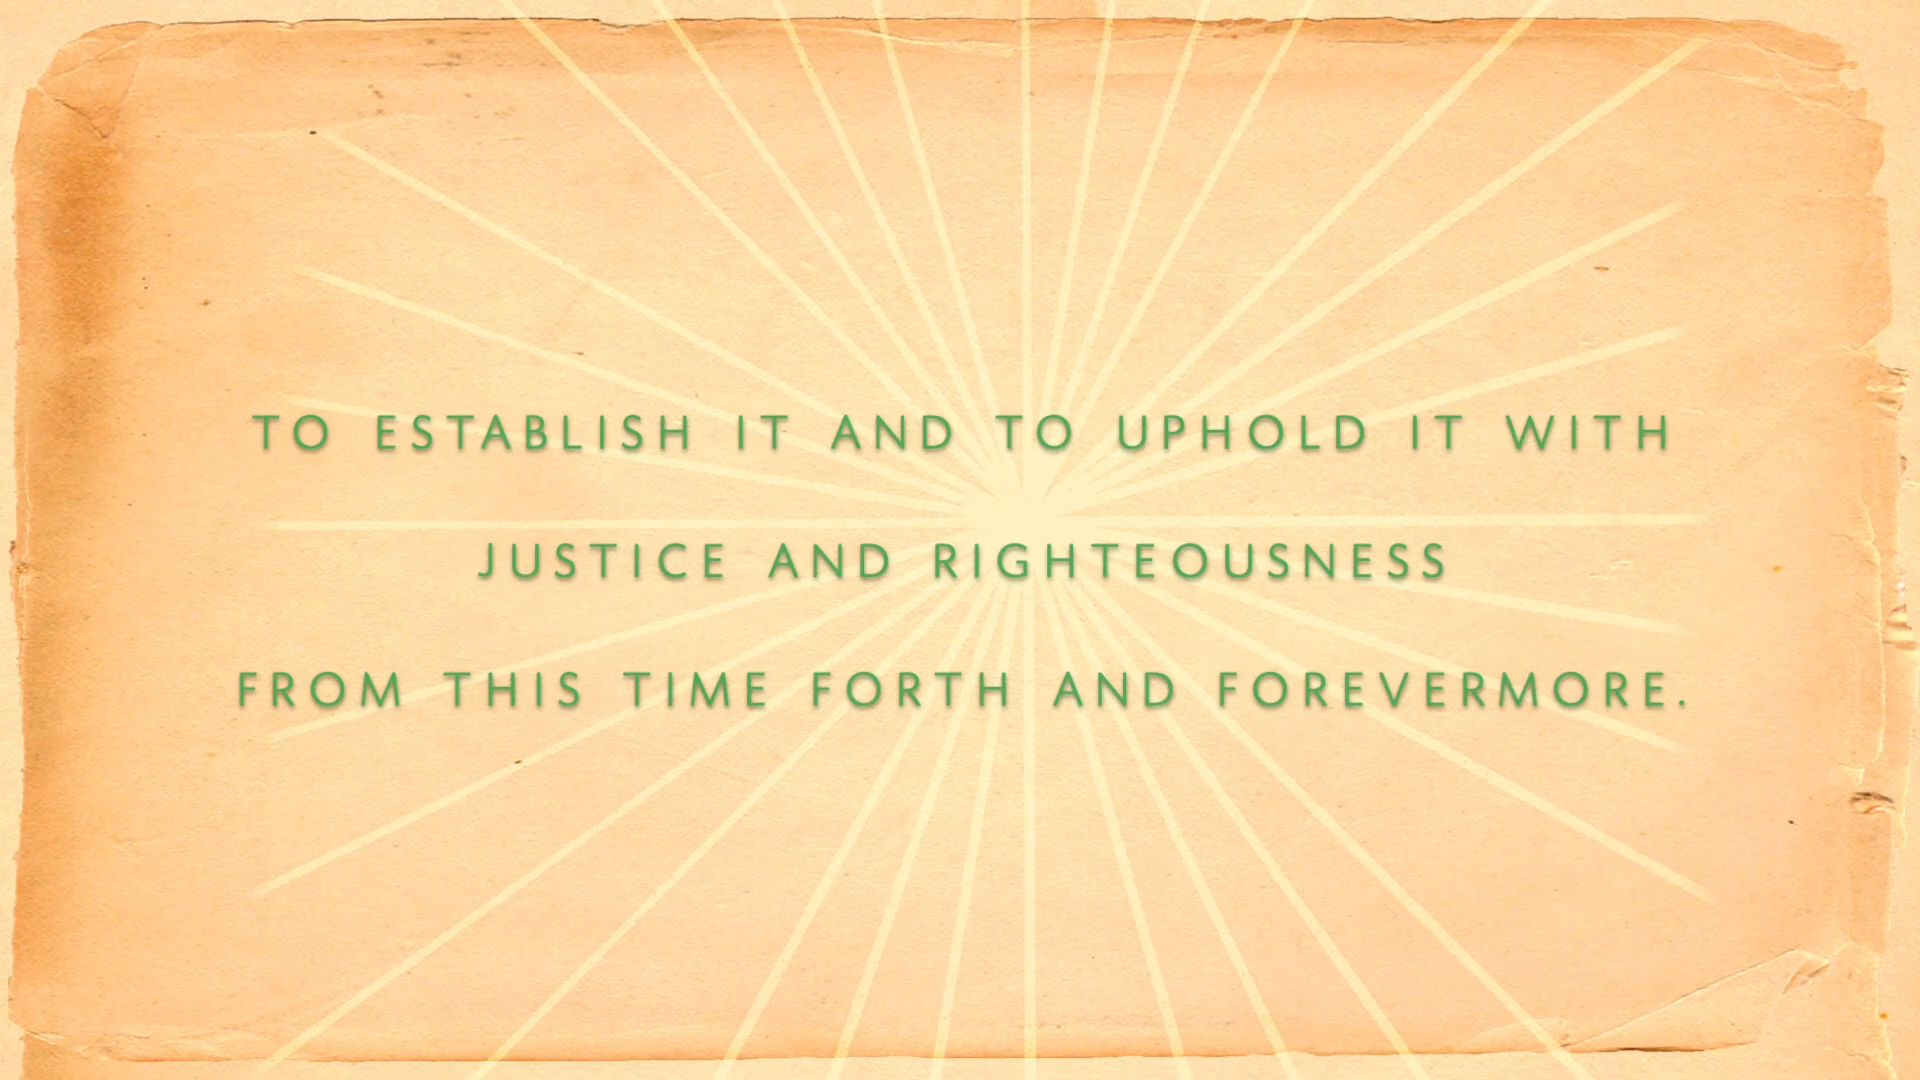 TO ESTABLISH IT AND TO UPHOLD IT WITH
JUSTICE AND RIGHTEOUSNESS
FROM THIS TIME FORTH AND FOREVERMORE.